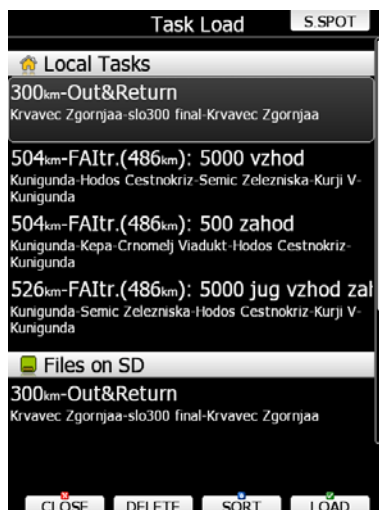 Task Load
S.SPOT
Local Tasks
300km-Out&Return
Krvavec Zgornjaa-slo300 final-Krvavec Zgornjaa
504km-FAItr.(486km): 5000 vzhod
Kunigunda-Hodos Cestnokriz-Semic Zelezniska-Kurji V-
Kunigunda
504km-FAItr.(486km): 500 zahod
Kunigunda-Kepa-Crnomelj Viadukt-Hodos Cestnokriz-
Kunigunda
526km-FAItr.(486km): 5000 jug vzhod zah
Kunigunda-Semic Zelezniska-Hodos Cestnokriz-Kurji V-
Kunigunda
Files on SD
300km-Out&Return
Krvavec Zgornjaa-slo300 final-Krvavec Zgornjaa
CLOSE DELETE SORT LOAD